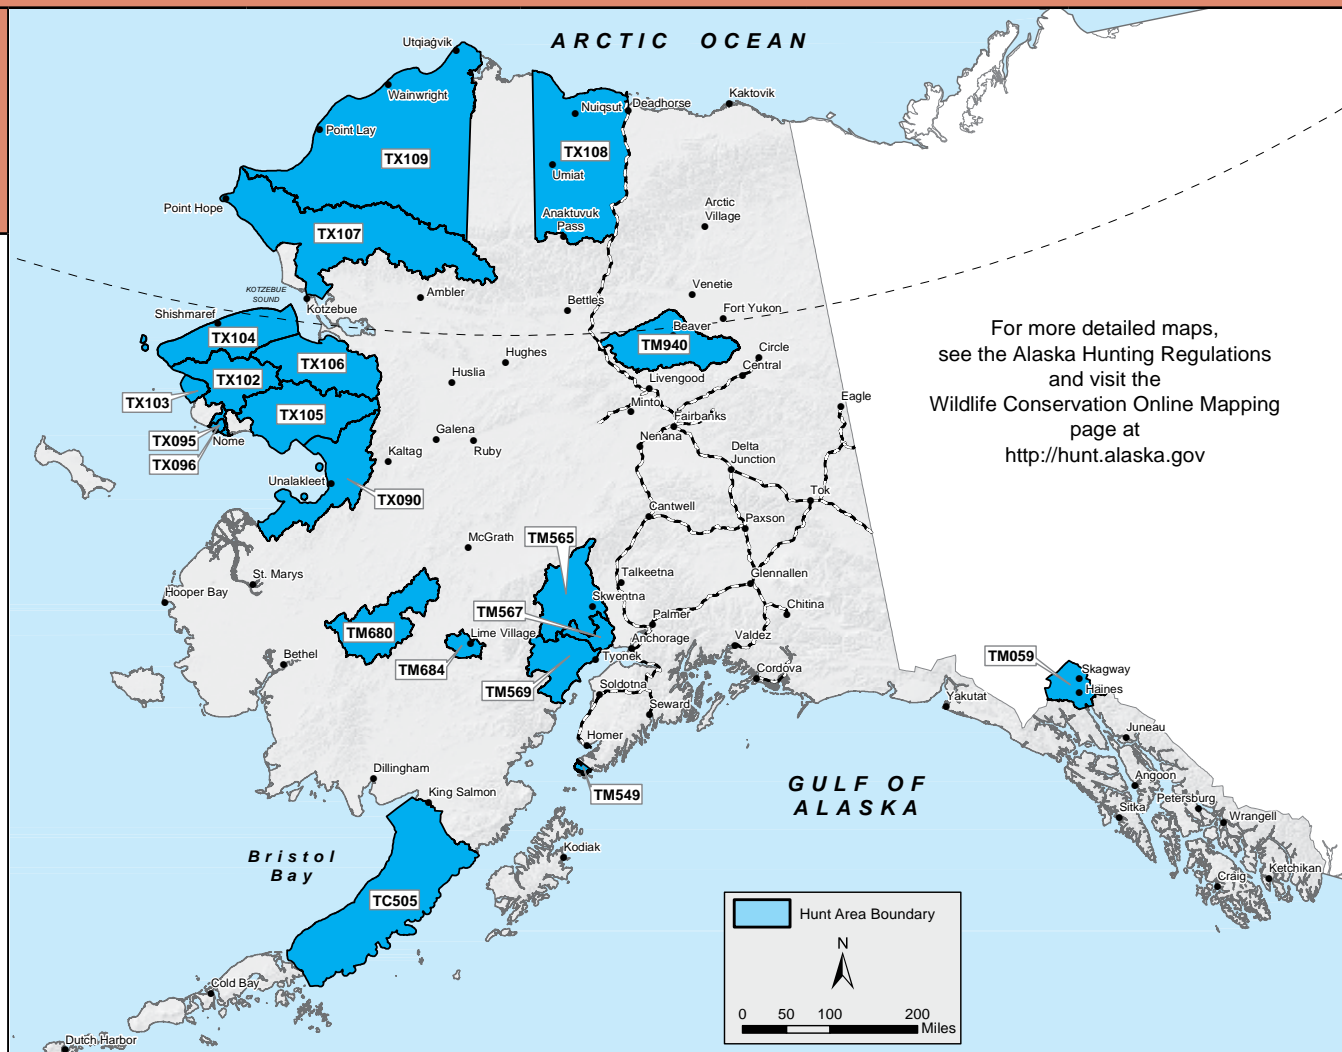 ARCTIC OCEAN
Utqiaġvik
Wainwright
Kaktovik
Deadhorse
Nuiqsut
Point Lay
TX109
TX108
Umiat
Point Hope
Arctic
Village
Anaktuvuk
Pass
TX107
KOTZEBUE
SOUND
Kotzebue
Ambler
Bettles
Venetie
Fort Yukon
Beaver
Shishmaref
TX104
TX106
TX102
TX103
TX105
TX095
TX096
Nome
Hughes
Huslia
TM940
Circle
Central
Livengood
Minto
Fairbanks
Eagle
For more detailed maps,
see the Alaska Hunting Regulations
and visit the
Wildlife Conservation Online Mapping
page at
http://hunt.alaska.gov
Galena
Ruby
Kaltag
Nenana
Delta
Junction
Unalakleet
TX090
Tok
Cantwell
Paxson
McGrath
TM565
St. Marys
Hooper Bay
Talkeetna
Glennallen
Skwentna
TM567
Chitina
Palmer
TM680
Lime Village
Anchorage
Valdez
Bethel
TM684
Tyonek
TM569
Cordova
Soldotna
Seward
TM059
Skagway
Haines
Yakutat
Juneau
Homer
TM549
Dillingham
King Salmon
GULF OF
ALASKA
Angoon
Petersburg
Sitka
Wrangell
Bristol
Bay
Kodiak
Craig
Ketchikan
TC505
Hunt Area Boundary
N
0 50 100 200
Miles
Cold Bay
Dutch Harbor